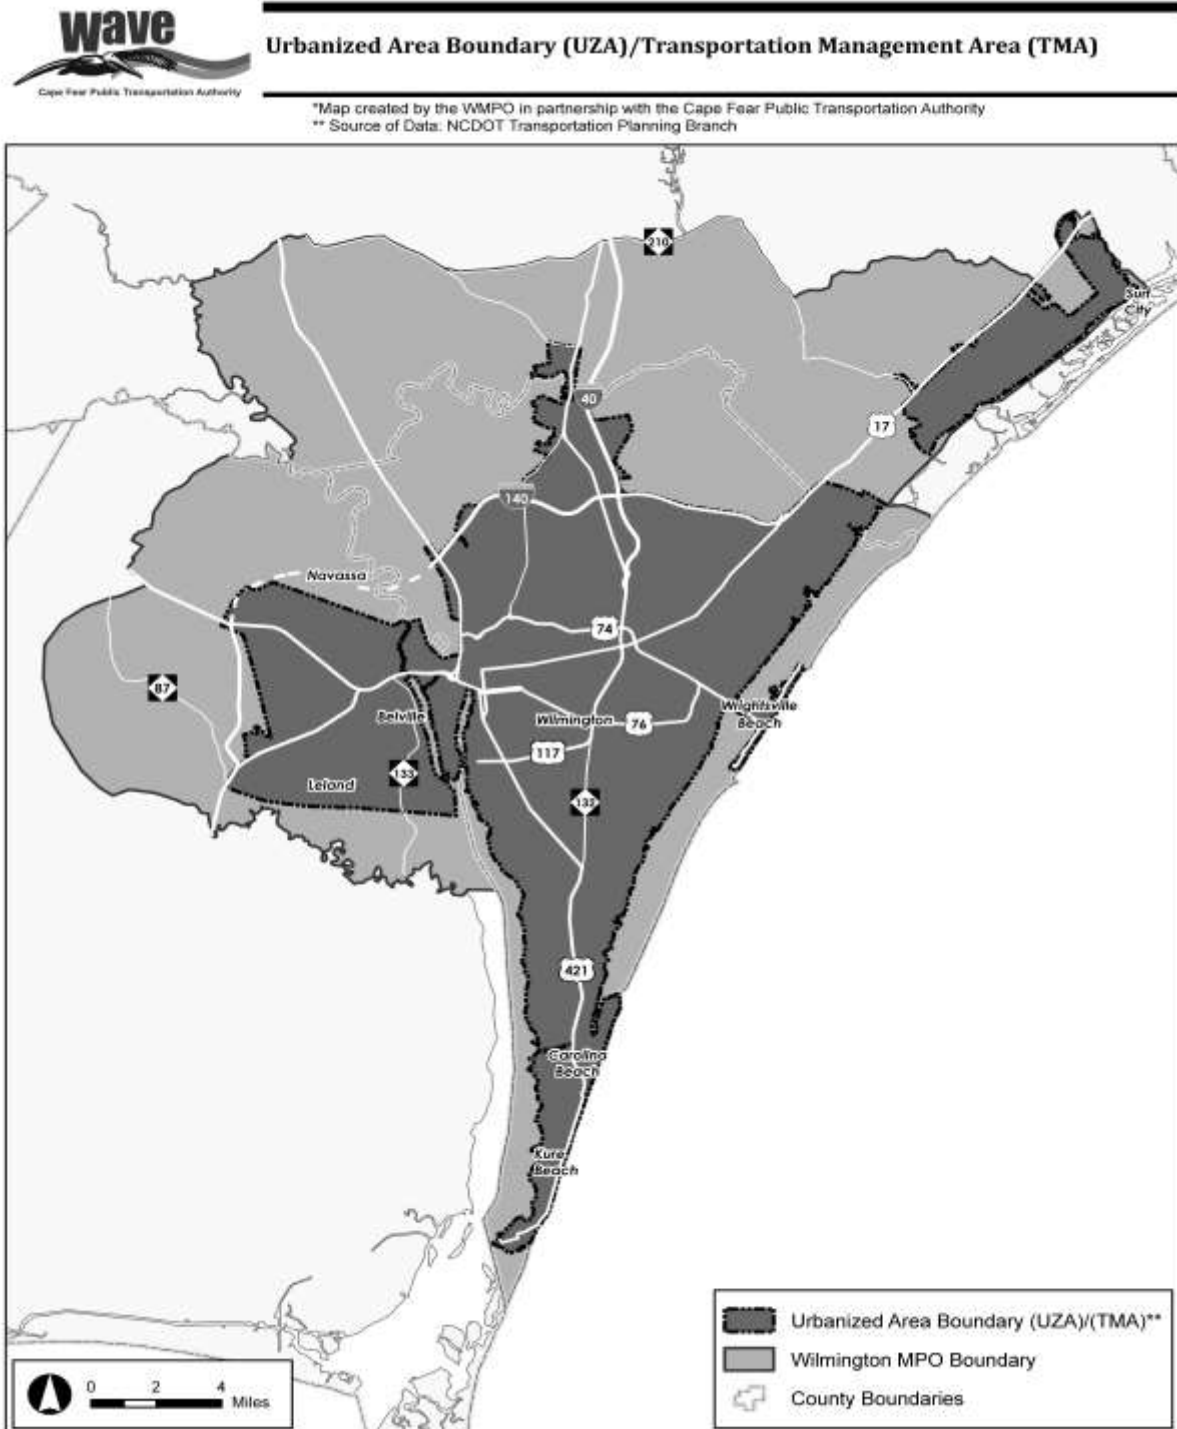 Wave
Cape Fear Public Transportation Authority
Urbanized Area Boundary (UZA)/Transportation Management Area (TMA)
*Map created by the WMPO in partnership with the Cape Fear Public Transportation Authority
** Source of Data: NCDOT Transportation Planning Branch
210
Surf
City
40
17
140
Navassa
74
87
Wrightsville
Beach
Belville
Wilmington
76
117
133
Leland
132
421
Carolina
Beach
Kure
Beach
Urbanized Area Boundary (UZA)/(TMA)**
Wilmington MPO Boundary
County Boundaries
0 2 4
Miles